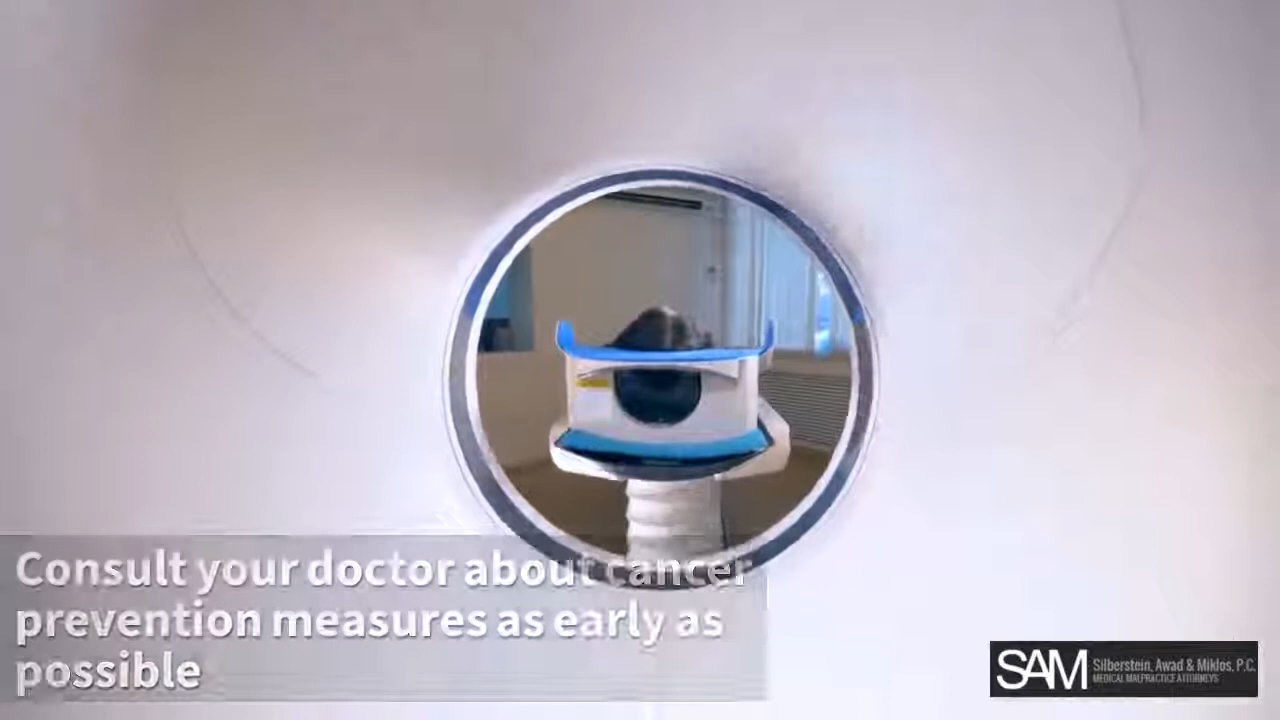 Consult your doctor about cancer
prevention measures as early as
possible
SAM
Silberstein, Awad & Miklos, P.C.
MEDICAL MALPRACTICE ATTORNEYS